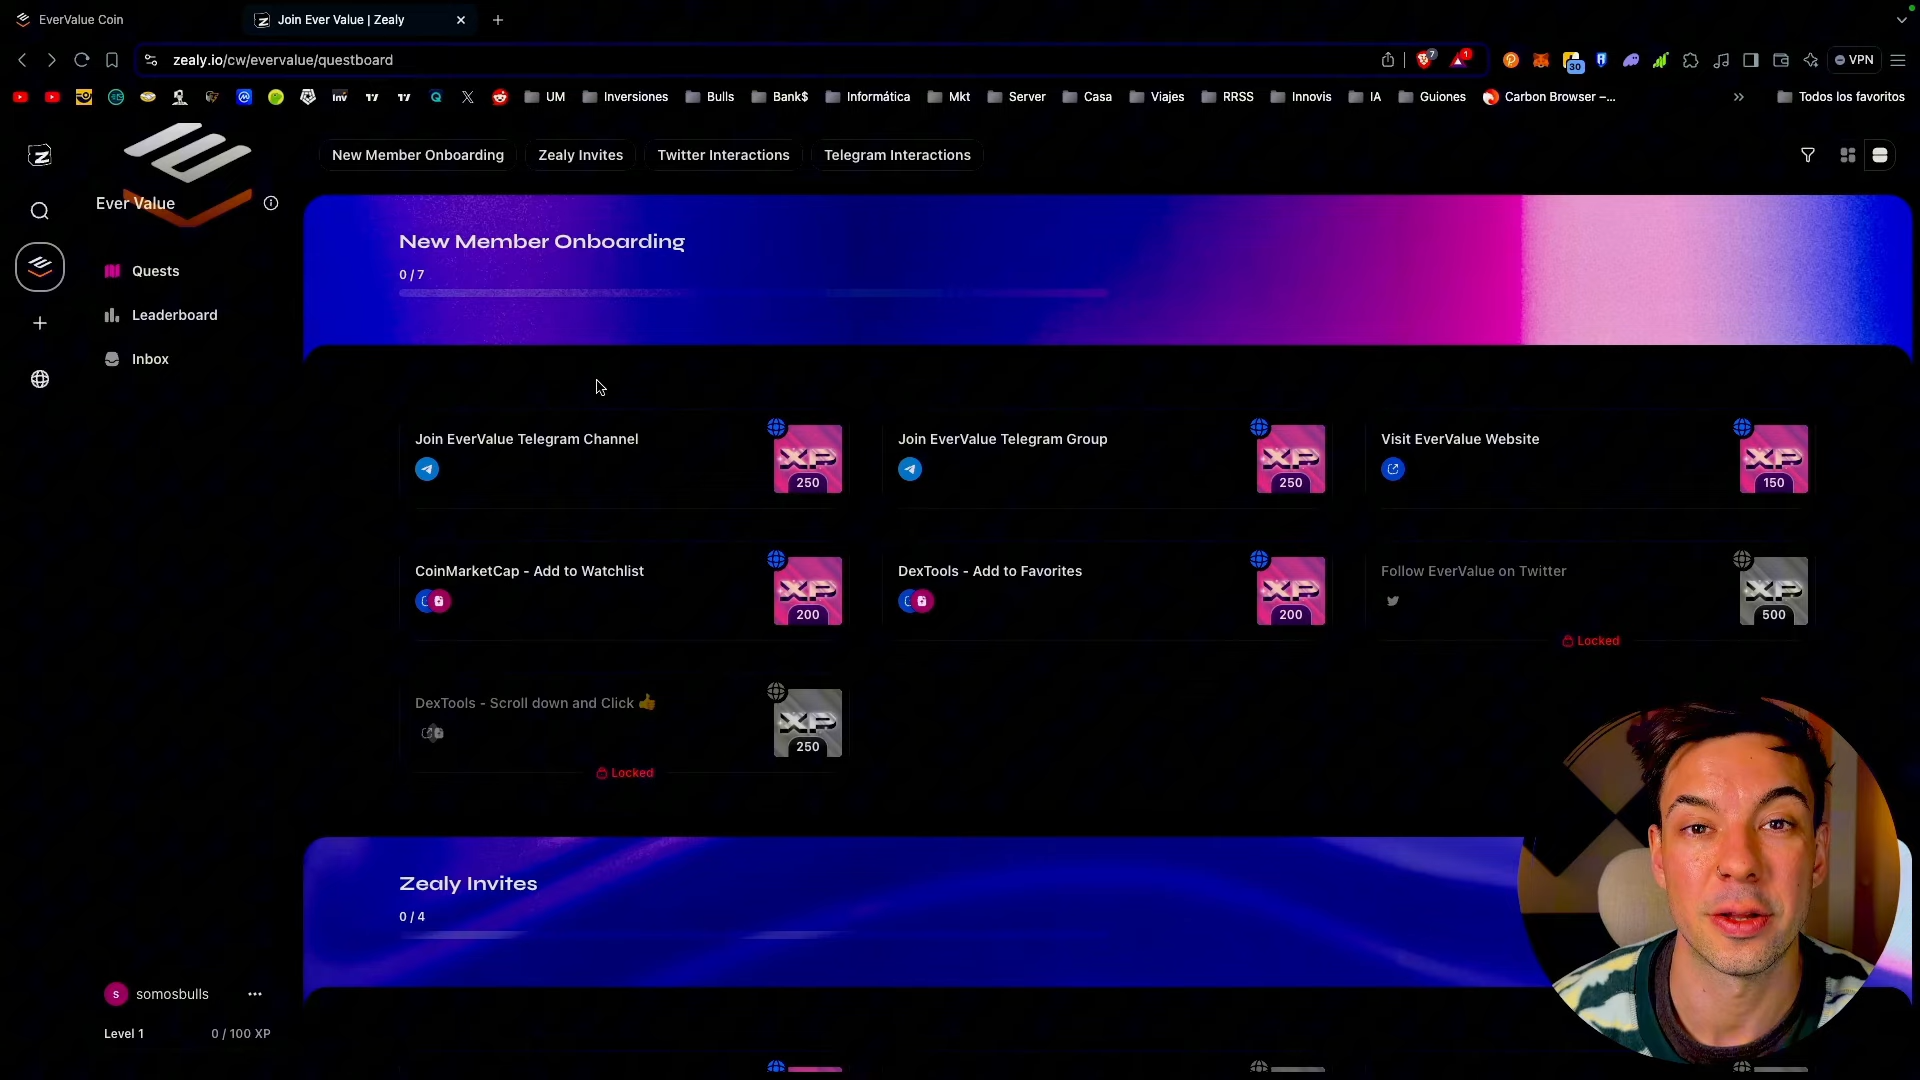 EverValue Coin
Join Ever Value | Zealy
zealy.io/cw/evervalue/questboard
7
1
30
VPN
inv
UM
Inversiones
Bulls
Bank$
Informática
Mkt
Server
Casa
Viajes
RRSS
Innovis
IA
Guiones
Carbon Browser –...
Todos los favoritos
Ever Value
Quests
Leaderboard
Inbox
New Member Onboarding
Zealy Invites
Twitter Interactions
Telegram Interactions
New Member Onboarding
0 / 7
Join EverValue Telegram Channel
XP
250
Join EverValue Telegram Group
XP
250
Visit EverValue Website
XP
150
CoinMarketCap - Add to Watchlist
XP
200
DexTools - Add to Favorites
XP
200
Follow EverValue on Twitter
XP
500
Locked
DexTools - Scroll down and Click 👍
XP
250
Locked
Zealy Invites
0 / 4
s
somosbulls
Level 1
0 / 100 XP